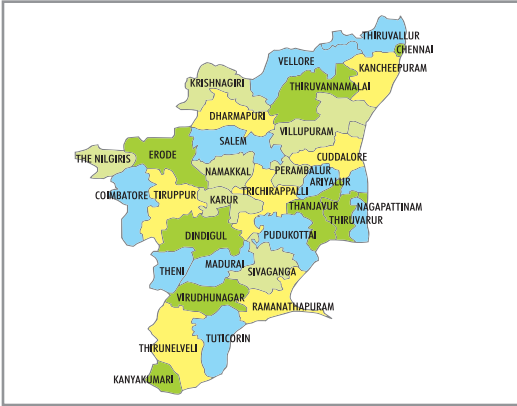 THIRUVALLUR
CHENNAI
VELLORE
KANCHEEPURAM
KRISHNAGIRI
THIRUVANNAMALAI
DHARMAPURI
VILLUPURAM
SALEM
ERODE
CUDDALORE
THE NILGIRIS
NAMAKKAL
PERAMBALUR
ARIYALUR
COIMBATORE
TIRUPPUR
TRICHIRAPPALLI
KARUR
THANJAVUR
NAGAPATTINAM
THIRUVARUR
DINDIGUL
PUDUKOTTAI
THENI
MADURAI
SIVAGANGA
VIRUDHUNAGAR
RAMANATHAPURAM
TUTICORIN
THIRUNELVELI
KANYAKUMARI